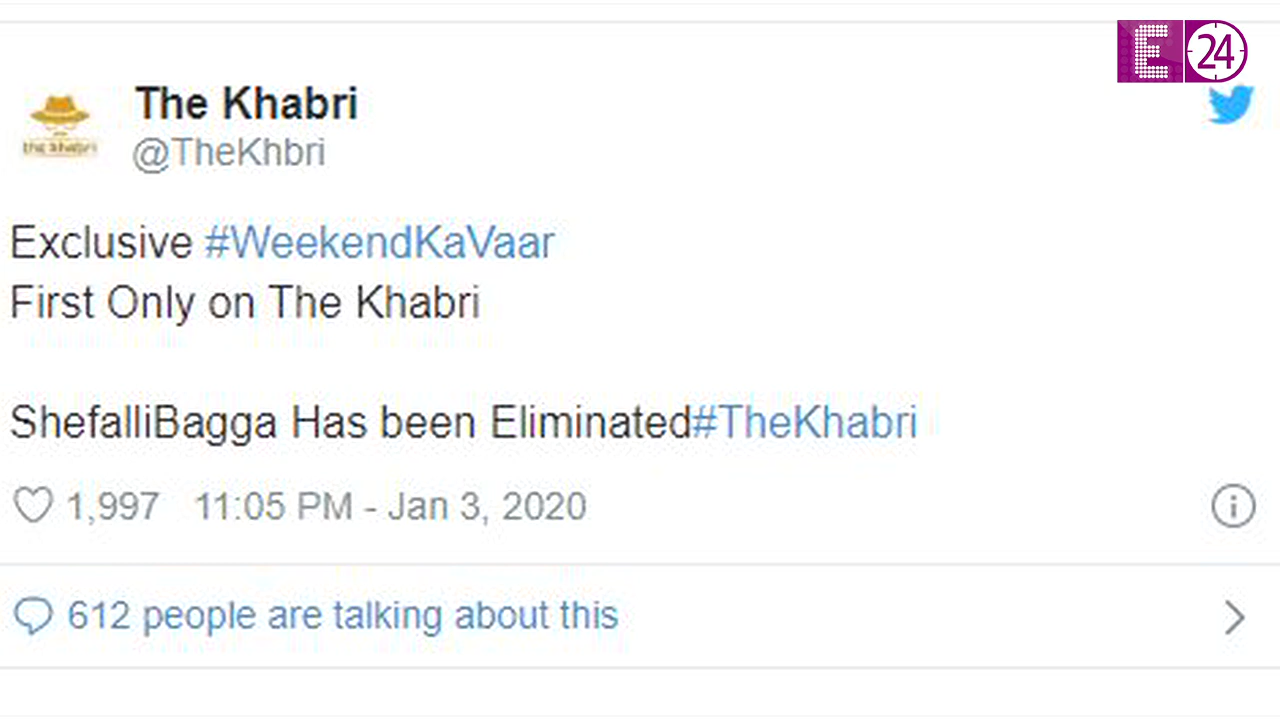 E 24
The Khabri
the khabri
@TheKhbri
Exclusive #WeekendKaVaar
First Only on The Khabri
ShefalliBagga Has been Eliminated#TheKhabri
1,997 11:05 PM - Jan 3, 2020
612 people are talking about this